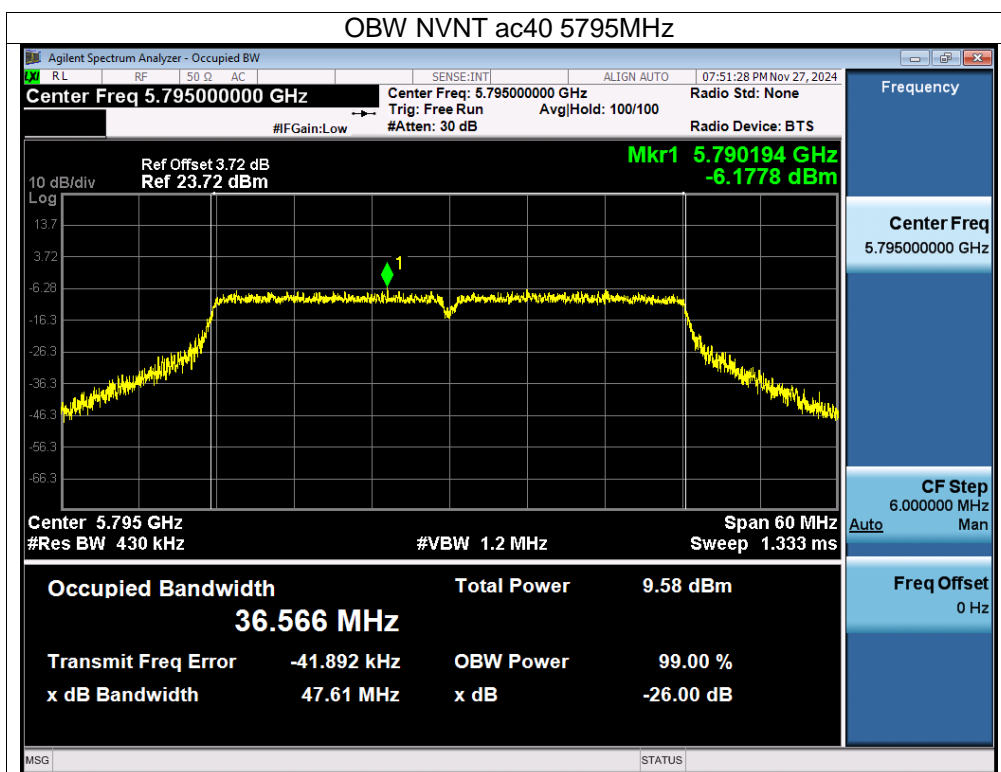 OBW NVNT ac40 5795MHz
Agilent Spectrum Analyzer - Occupied BW
LXI RL RF 50 Ω AC SENSE:INT ALIGN AUTO 07:51:28 PM Nov 27, 2024
Center Freq 5.795000000 GHz
Center Freq: 5.795000000 GHz
Radio Std: None
Trig: Free Run Avg|Hold: 100/100
#IFGain:Low #Atten: 30 dB Radio Device: BTS
Frequency
Mkr1 5.790194 GHz
-6.1778 dBm
Ref Offset 3.72 dB
10 dB/div Ref 23.72 dBm
Log
13.7
3.72
-6.28
-16.3
-26.3
-36.3
-46.3
-56.3
-66.3
1
Center 5.795 GHz Span 60 MHz
#Res BW 430 kHz #VBW 1.2 MHz Sweep 1.333 ms
Center Freq
5.795000000 GHz
CF Step
6.000000 MHz
Auto Man
Freq Offset
0 Hz
Occupied Bandwidth Total Power 9.58 dBm
36.566 MHz
Transmit Freq Error -41.892 kHz OBW Power 99.00 %
x dB Bandwidth 47.61 MHz x dB -26.00 dB
MSG STATUS